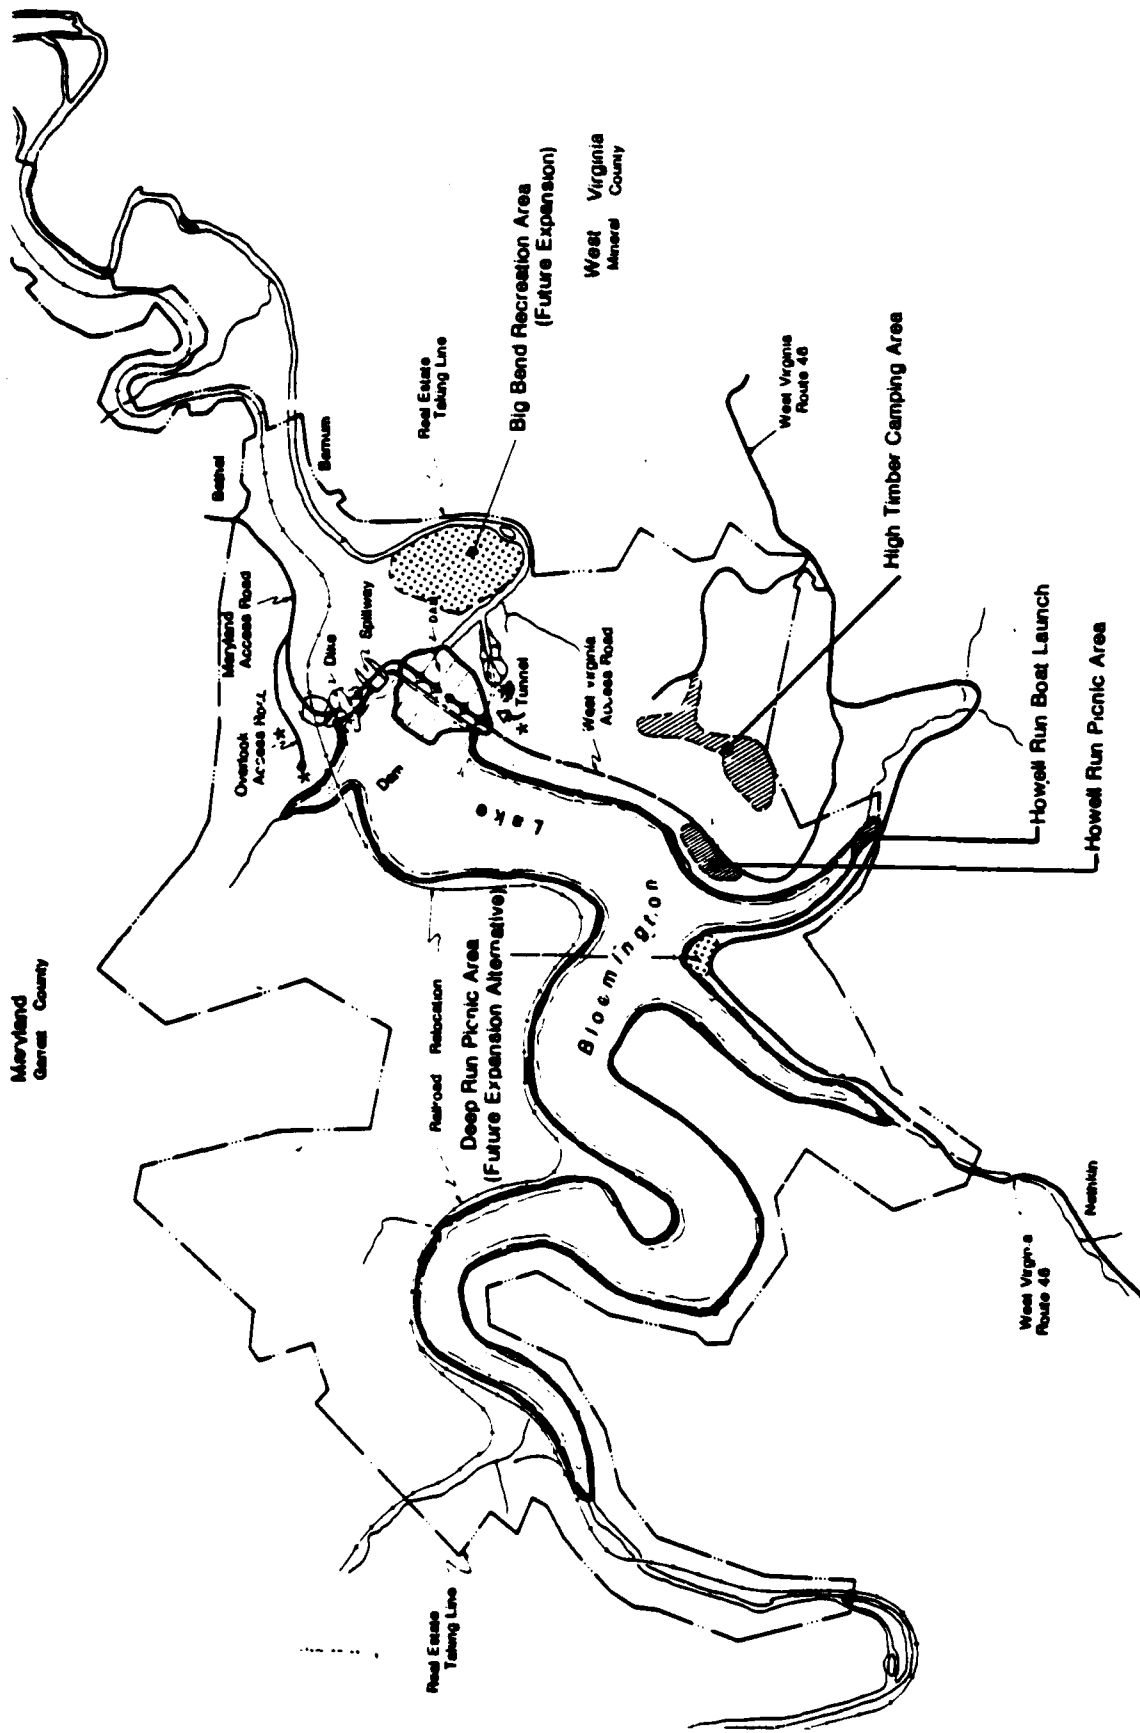 Maryland
Garrett County
Bethel
Maryland
Access Road
Overlook
Access Road
Dike
Spillway
Barnum
Real Estate
Taking Line
Big Bend Recreation Area
(Future Expansion)
West Virginia
Mineral County
Dam
Tunnel
West Virginia
Access Road
Lake
Bloomington
Railroad Relocation
Deep Run Picnic Area
(Future Expansion Alternative)
West Virginia
Route 46
High Timber Camping Area
Howell Run Boat Launch
Howell Run Picnic Area
Real Estate
Taking Line
West Virginia
Route 46
Nethkin